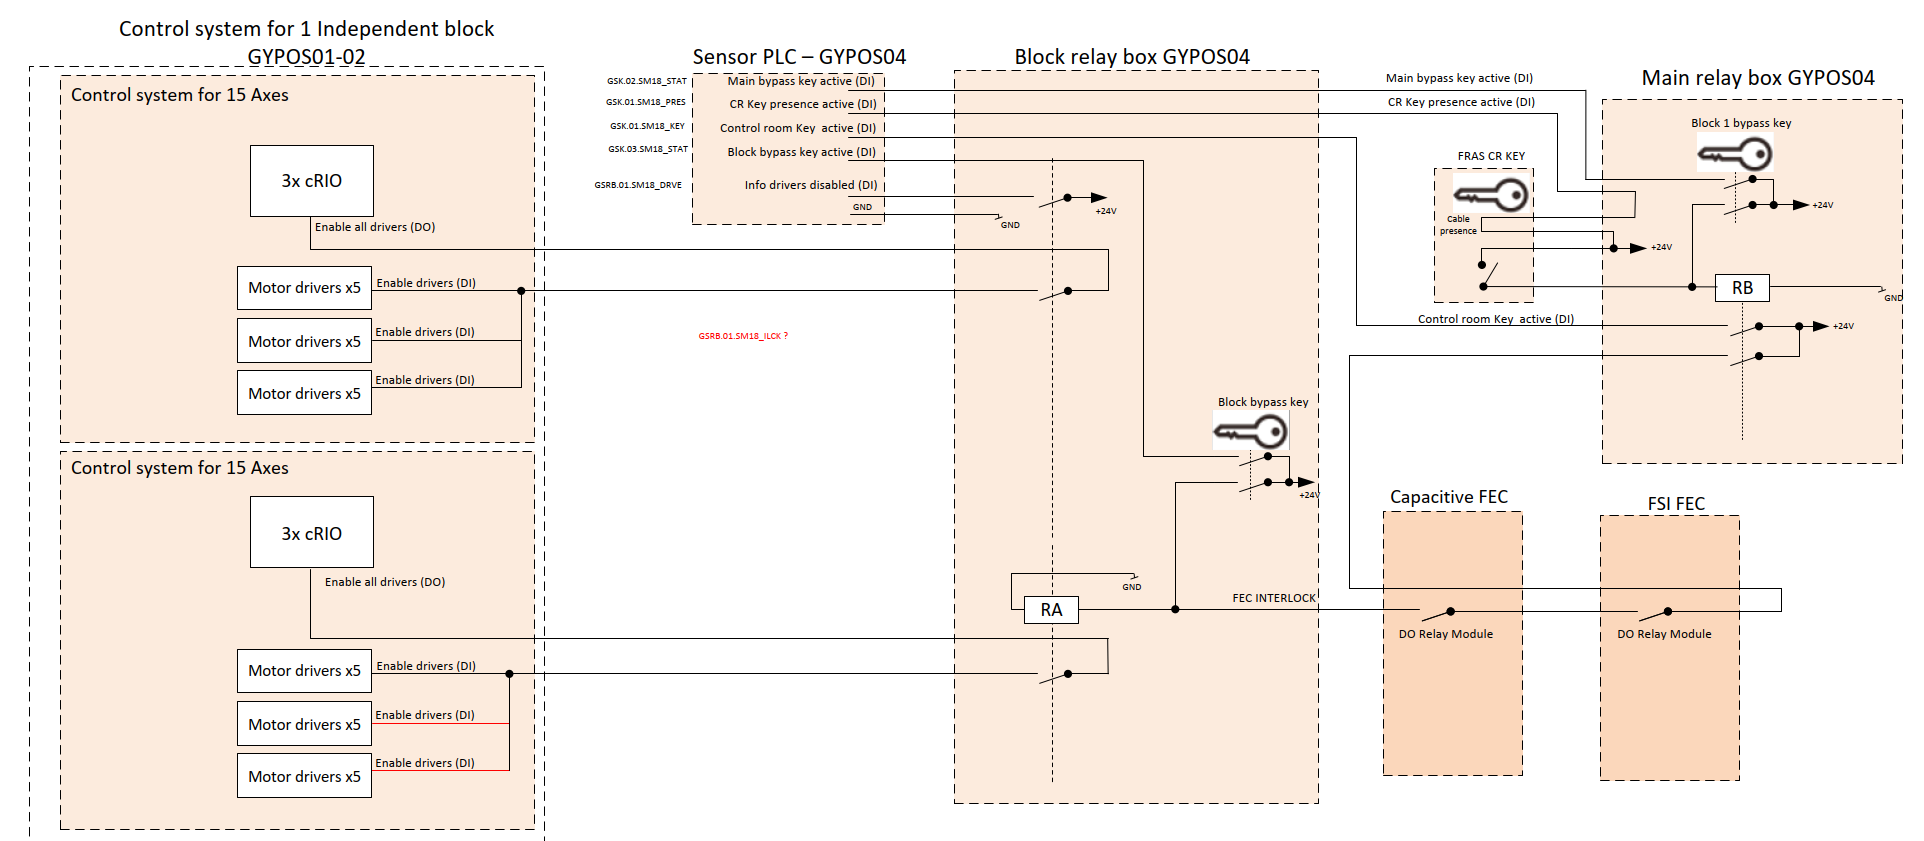 Control system for 1 Independent block
GYPOS01-02
Control system for 15 Axes
3x cRIO
Enable all drivers (DO)
Motor drivers x5
Enable drivers (DI)
Motor drivers x5
Enable drivers (DI)
Motor drivers x5
Enable drivers (DI)
Control system for 15 Axes
3x cRIO
Enable all drivers (DO)
Motor drivers x5
Enable drivers (DI)
Motor drivers x5
Enable drivers (DI)
Motor drivers x5
Enable drivers (DI)
Sensor PLC – GYPOS04
GSK.02.SM18_STAT
Main bypass key active (DI)
GSK.01.SM18_PRES
CR Key presence active (DI)
GSK.01.SM18_KEY
Control room Key  active (DI)
GSK.03.SM18_STAT
Block bypass key active (DI)
GSRB.01.SM18_DRVE
Info drivers disabled (DI)
GND
GSRB.01.SM18_ILCK ?
Block relay box GYPOS04
+24V
GND
Block bypass key
+24V
GND
RA
FEC INTERLOCK
Main bypass key active (DI)
CR Key presence active (DI)
FRAS CR KEY
Cable
presence
+24V
Control room Key  active (DI)
Main relay box GYPOS04
Block 1 bypass key
+24V
RB
GND
+24V
Capacitive FEC
DO Relay Module
FSI FEC
DO Relay Module